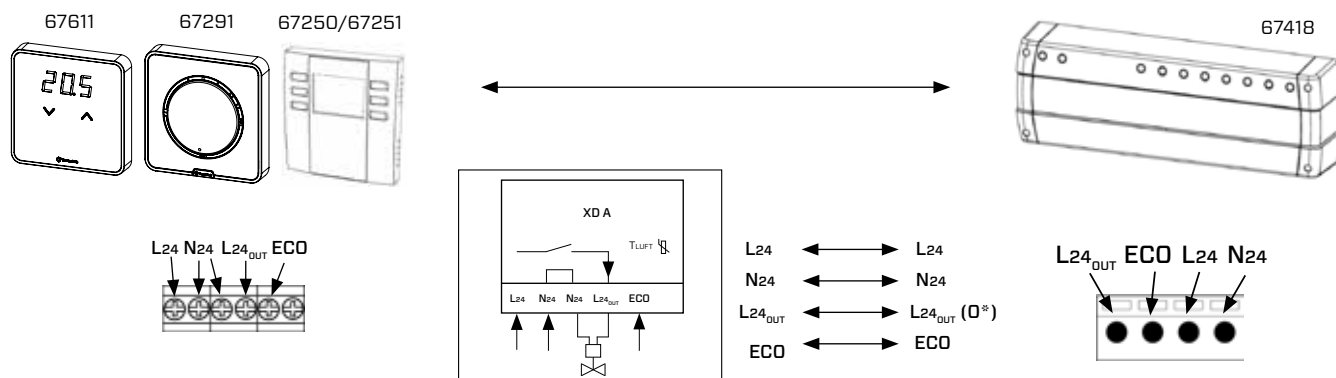 67611 67291 67250/67251 67418
20.5
XD A
TLUFT
L24 N24 L24OUT ECO
L24 N24 N24 L24OUT ECO
L24 L24
N24 N24
L24OUT L24OUT (0*)
ECO ECO
L24OUT ECO L24 N24